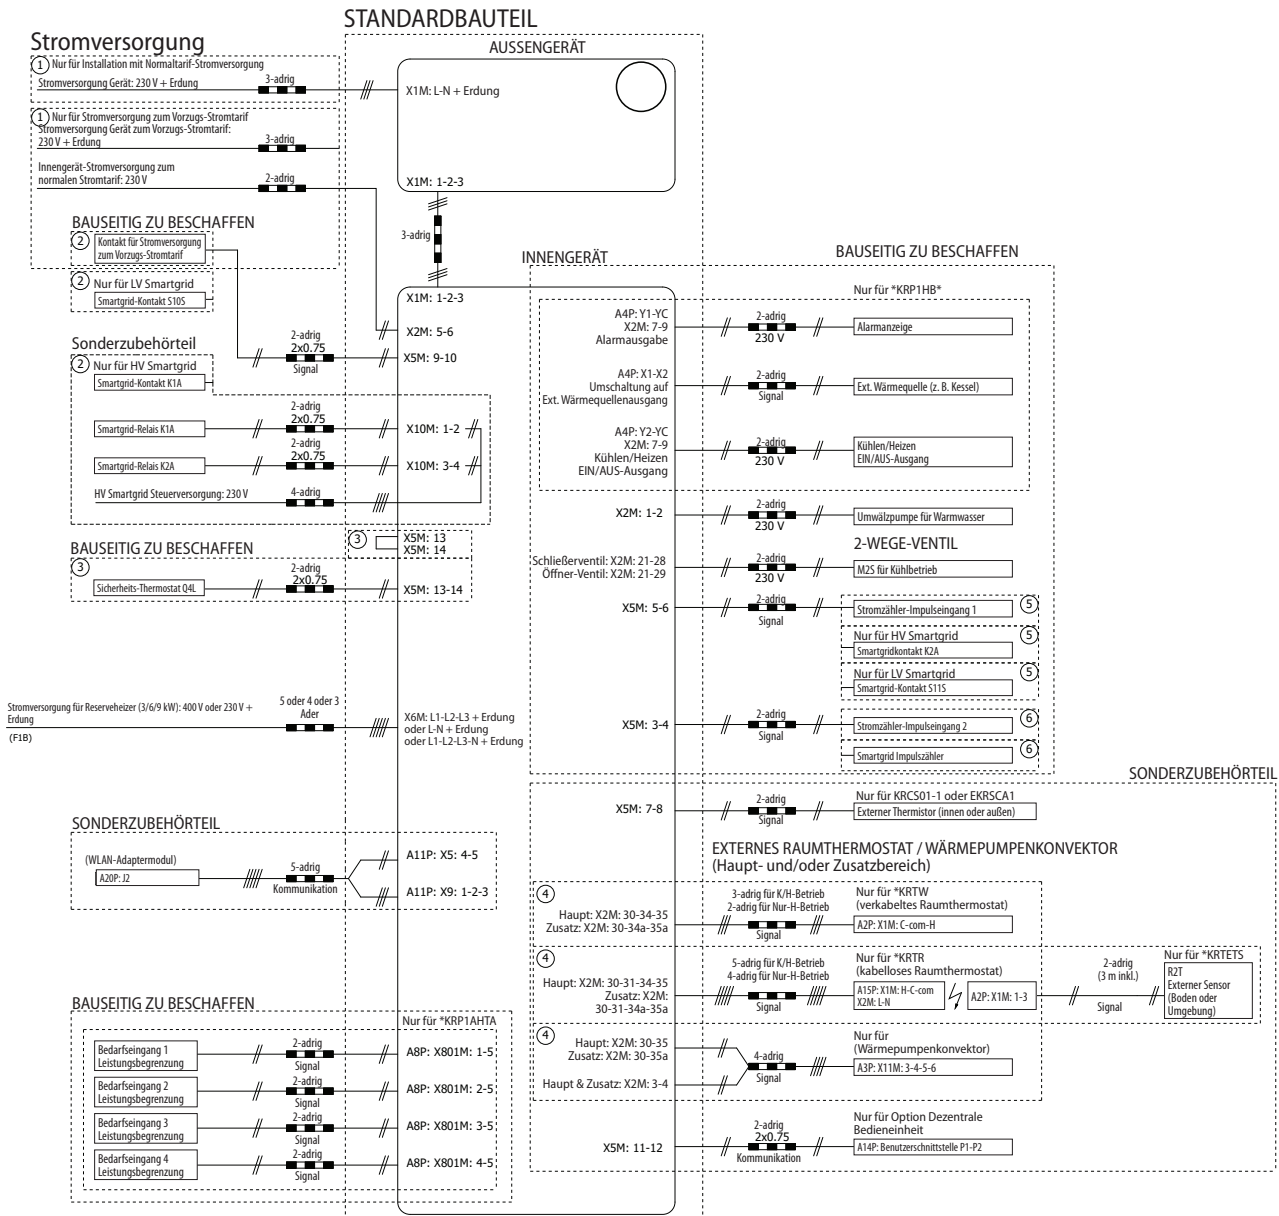 STANDARDBAUTEIL
Stromversorgung
AUSSENGERÄT
1 Nur für Installation mit Normaltarif-Stromversorgung
Stromversorgung Gerät: 230 V + Erdung
3-adrig
X1M: L-N + Erdung
1 Nur für Stromversorgung zum Vorzugs-Stromtarif
Stromversorgung Gerät zum Vorzugs-Stromtarif:
230 V + Erdung
3-adrig
Innengerät-Stromversorgung zum
normalen Stromtarif: 230 V
2-adrig
X1M: 1-2-3
BAUSEITIG ZU BESCHAFFEN
2 Kontakt für Stromversorgung
zum Vorzugs-Stromtarif
3-adrig
2 Nur für LV Smartgrid
Smartgrid-Kontakt S10S
X1M: 1-2-3
X2M: 5-6
2-adrig
2x0.75
Signal
X5M: 9-10
Sonderzubehörteil
2 Nur für HV Smartgrid
Smartgrid-Kontakt K1A
2-adrig
2x0.75
Smartgrid-Relais K1A
X10M: 1-2
2-adrig
2x0.75
Smartgrid-Relais K2A
X10M: 3-4
HV Smartgrid Steuerversorgung: 230 V
4-adrig
3
X5M: 13
X5M: 14
BAUSEITIG ZU BESCHAFFEN
3
Sicherheits-Thermostat Q4L
2-adrig
2x0.75
X5M: 13-14
Stromversorgung für Reserveheizer (3/6/9 kW): 400 V oder 230 V +
Erdung
(F1B)
5 oder 4 oder 3
Ader
X6M: L1-L2-L3 + Erdung
oder L-N + Erdung
oder L1-L2-L3-N + Erdung
SONDERZUBEHÖRTEIL
(WLAN-Adaptermodul)
A20P: J2
5-adrig
Kommunikation
A11P: X5: 4-5
A11P: X9: 1-2-3
BAUSEITIG ZU BESCHAFFEN
Nur für *KRP1AHTA
Bedarfseingang 1
Leistungsbegrenzung
2-adrig
Signal
A8P: X801M: 1-5
Bedarfseingang 2
Leistungsbegrenzung
2-adrig
Signal
A8P: X801M: 2-5
Bedarfseingang 3
Leistungsbegrenzung
2-adrig
Signal
A8P: X801M: 3-5
Bedarfseingang 4
Leistungsbegrenzung
2-adrig
Signal
A8P: X801M: 4-5
INNENGERÄT
BAUSEITIG ZU BESCHAFFEN
Nur für *KRP1HB*
A4P: Y1-YC
X2M: 7-9
Alarmausgabe
2-adrig
230 V
Alarmanzeige
A4P: X1-X2
Umschaltung auf
Ext. Wärmequellenausgang
2-adrig
Signal
Ext. Wärmequelle (z. B. Kessel)
A4P: Y2-YC
X2M: 7-9
Kühlen/Heizen
EIN/AUS-Ausgang
2-adrig
230 V
Kühlen/Heizen
EIN/AUS-Ausgang
X2M: 1-2
2-adrig
230 V
Umwälzpumpe für Warmwasser
2-WEGE-VENTIL
Schließerventil: X2M: 21-28
Öffner-Ventil: X2M: 21-29
2-adrig
230 V
M2S für Kühlbetrieb
X5M: 5-6
2-adrig
Signal
Stromzähler-Impulseingang 1
5
Nur für HV Smartgrid
5
Smartgridkontakt K2A
Nur für LV Smartgrid
5
Smartgrid-Kontakt S11S
X5M: 3-4
2-adrig
Signal
Stromzähler-Impulseingang 2
6
Smartgrid Impulszähler
6
SONDERZUBEHÖRTEIL
X5M: 7-8
2-adrig
Signal
Nur für KRCS01-1 oder EKRSCA1
Externer Thermistor (innen oder außen)
EXTERNES RAUMTHERMOSTAT / WÄRMEPUMPENKONVEKTOR
(Haupt- und/oder Zusatzbereich)
4
Haupt: X2M: 30-34-35
Zusatz: X2M: 30-34a-35a
3-adrig für K/H-Betrieb
2-adrig für Nur-H-Betrieb
Signal
Nur für *KRTW
(verkabeltes Raumthermostat)
A2P: X1M: C-com-H
4
Haupt: X2M:
30-31-34-35
Zusatz: X2M:
30-31-34a-35a
5-adrig für K/H-Betrieb
4-adrig für Nur-H-Betrieb
Signal
Nur für *KRTR
(kabelloses Raumthermostat)
A15P: X1M: H-C-com
X2M: L-N
A2P: X1M: 1-3
2-adrig
(3 m inkl.)
Signal
Nur für *KRTETS
R2T
Externer Sensor
(Boden oder
Umgebung)
4
Haupt: X2M: 30-35
Zusatz: X2M: 30-35a
Haupt & Zusatz: X2M: 3-4
4-adrig
Signal
Nur für
(Wärmepumpenkonvektor)
A3P: X11M: 3-4-5-6
X5M: 11-12
2-adrig
2x0.75
Kommunikation
Nur für Option Dezentrale
Bedieneinheit
A14P: Benutzerschnittstelle P1-P2